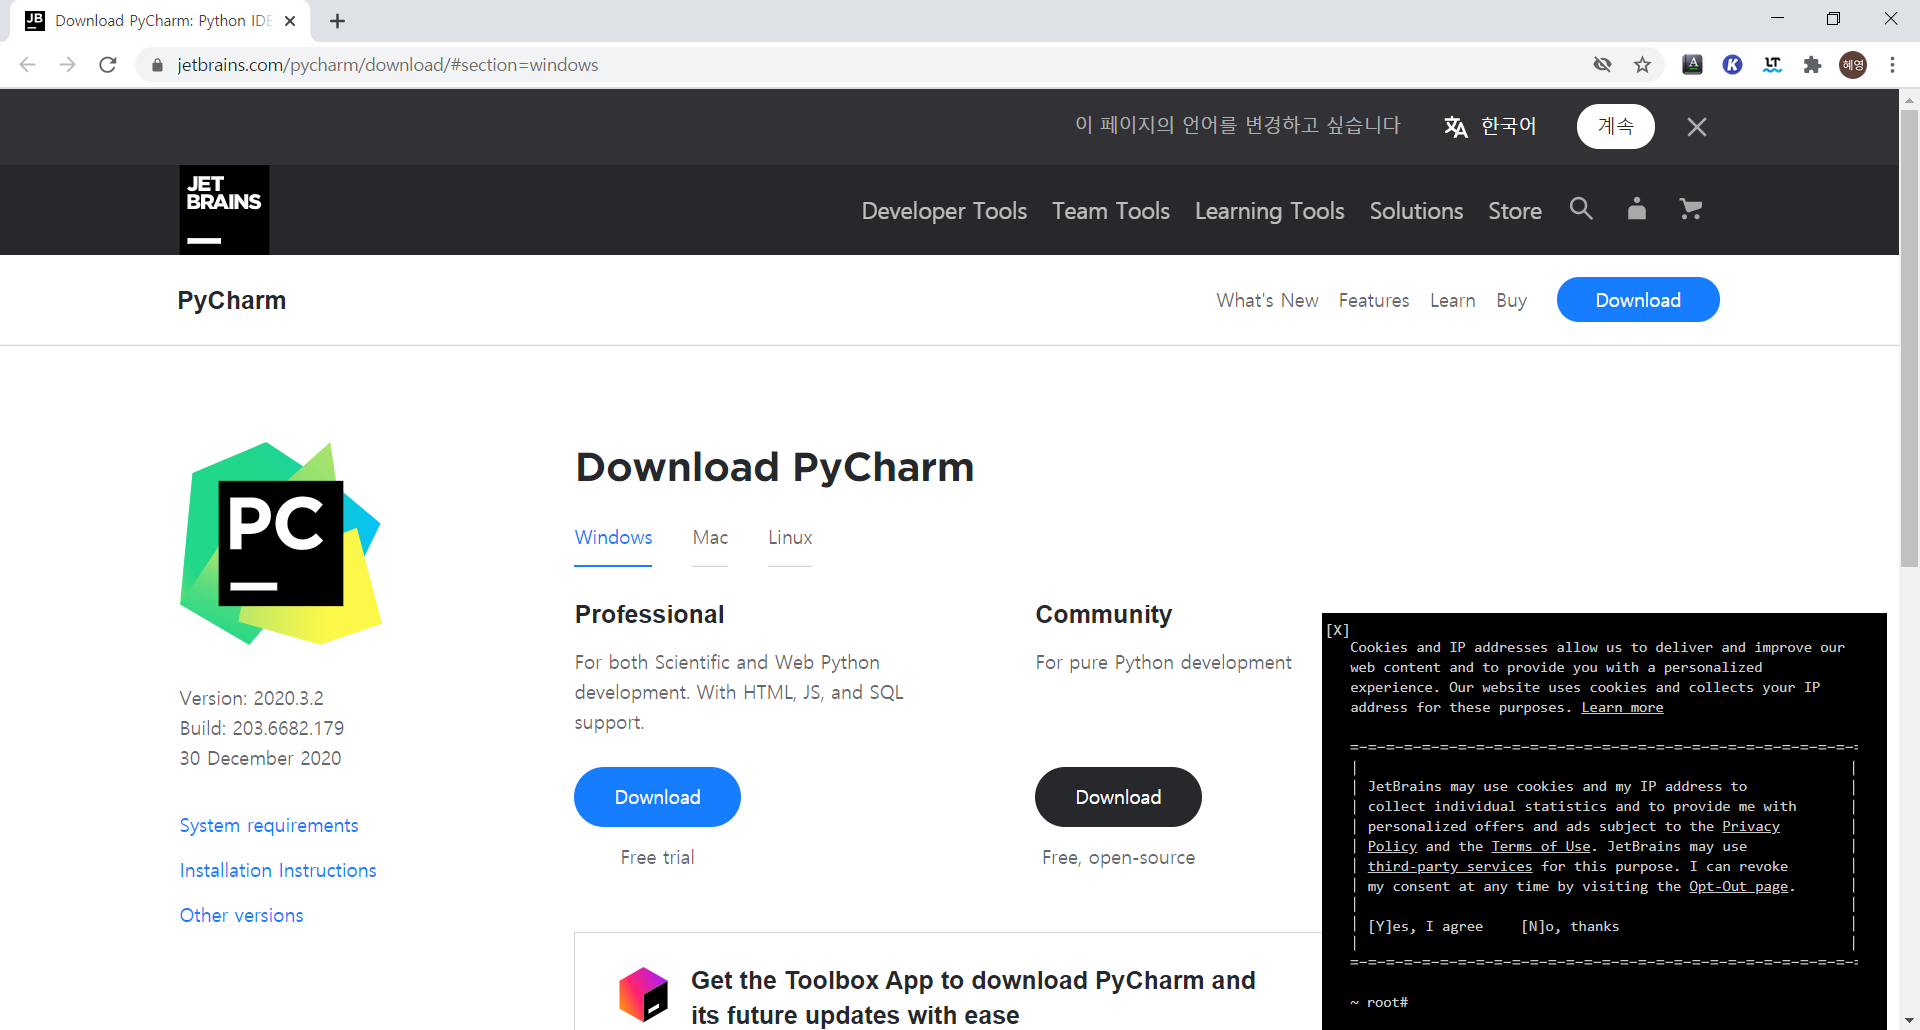 JB Download PyCharm: Python IDE
jetbrains.com/pycharm/download/#section=windows
A K LT 혜영
이 페이지의 언어를 변경하고 싶습니다 한국어 계속
JET
BRAINS
Developer Tools Team Tools Learning Tools Solutions Store
PyCharm What's New Features Learn Buy Download
PC
Version: 2020.3.2
Build: 203.6682.179
30 December 2020
System requirements
Installation Instructions
Other versions
Download PyCharm
Windows Mac Linux
Professional
For both Scientific and Web Python
development. With HTML, JS, and SQL
support.
Download
Free trial
Community
For pure Python development
Download
Free, open-source
Get the Toolbox App to download PyCharm and
its future updates with ease
[X]
Cookies and IP addresses allow us to deliver and improve our
web content and to provide you with a personalized
experience. Our website uses cookies and collects your IP
address for these purposes. Learn more
JetBrains may use cookies and my IP address to
collect individual statistics and to provide me with
personalized offers and ads subject to the Privacy
Policy and the Terms of Use. JetBrains may use
third-party services for this purpose. I can revoke
my consent at any time by visiting the Opt-Out page.
[Y]es, I agree [N]o, thanks
~ root#